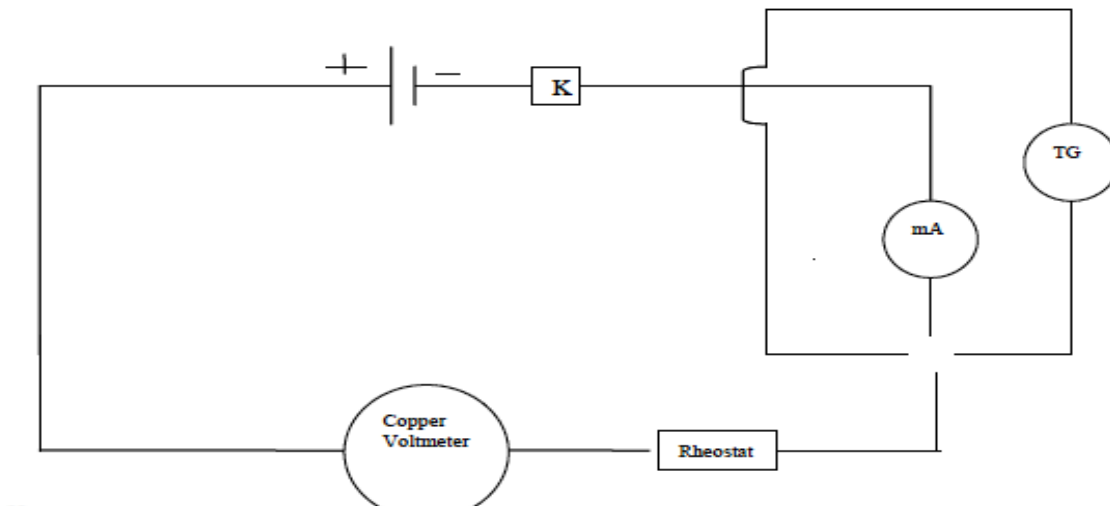 + –
K
TG
mA
Copper
Voltmeter
Rheostat